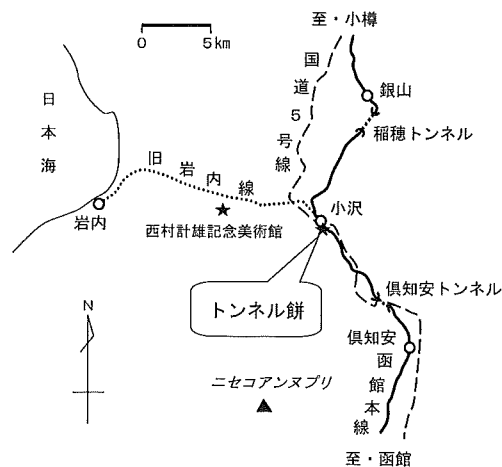 0 5km
至・小樽
国道5号線
銀山
稲穂トンネル
日本海
旧岩内線
岩内
西村計雄記念美術館
小沢
トンネル餅
倶知安トンネル
倶知安
函館本線
N
ニセコアンヌプリ
至・函館